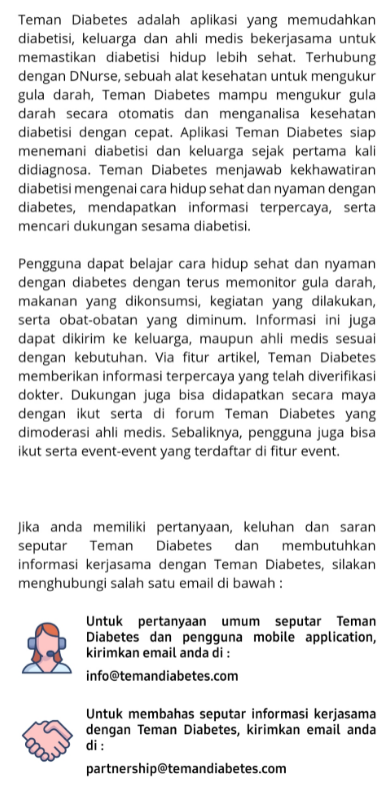 Teman Diabetes adalah aplikasi yang memudahkan
diabetisi, keluarga dan ahli medis bekerjasama untuk
memastikan diabetisi hidup lebih sehat. Terhubung
dengan DNurse, sebuah alat kesehatan untuk mengukur
gula darah, Teman Diabetes mampu mengukur gula
darah secara otomatis dan menganalisa kesehatan
diabetisi dengan cepat. Aplikasi Teman Diabetes siap
menemani diabetisi dan keluarga sejak pertama kali
didiagnosa. Teman Diabetes menjawab kekhawatiran
diabetisi mengenai cara hidup sehat dan nyaman dengan
diabetes, mendapatkan informasi terpercaya, serta
mencari dukungan sesama diabetisi.
Pengguna dapat belajar cara hidup sehat dan nyaman
dengan diabetes dengan terus memonitor gula darah,
makanan yang dikonsumsi, kegiatan yang dilakukan,
serta obat-obatan yang diminum. Informasi ini juga
dapat dikirim ke keluarga, maupun ahli medis sesuai
dengan kebutuhan. Via fitur artikel, Teman Diabetes
memberikan informasi terpercaya yang telah diverifikasi
dokter. Dukungan juga bisa didapatkan secara maya
dengan ikut serta di forum Teman Diabetes yang
dimoderasi ahli medis. Sebaliknya, pengguna juga bisa
ikut serta event-event yang terdaftar di fitur event.
Jika anda memiliki pertanyaan, keluhan dan saran
seputar Teman Diabetes dan membutuhkan
informasi kerjasama dengan Teman Diabetes, silakan
menghubungi salah satu email di bawah :
Untuk pertanyaan umum seputar Teman
Diabetes dan pengguna mobile application,
kirimkan email anda di :
info@temandiabetes.com
Untuk membahas seputar informasi kerjasama
dengan Teman Diabetes, kirimkan email anda
di :
partnership@temandiabetes.com